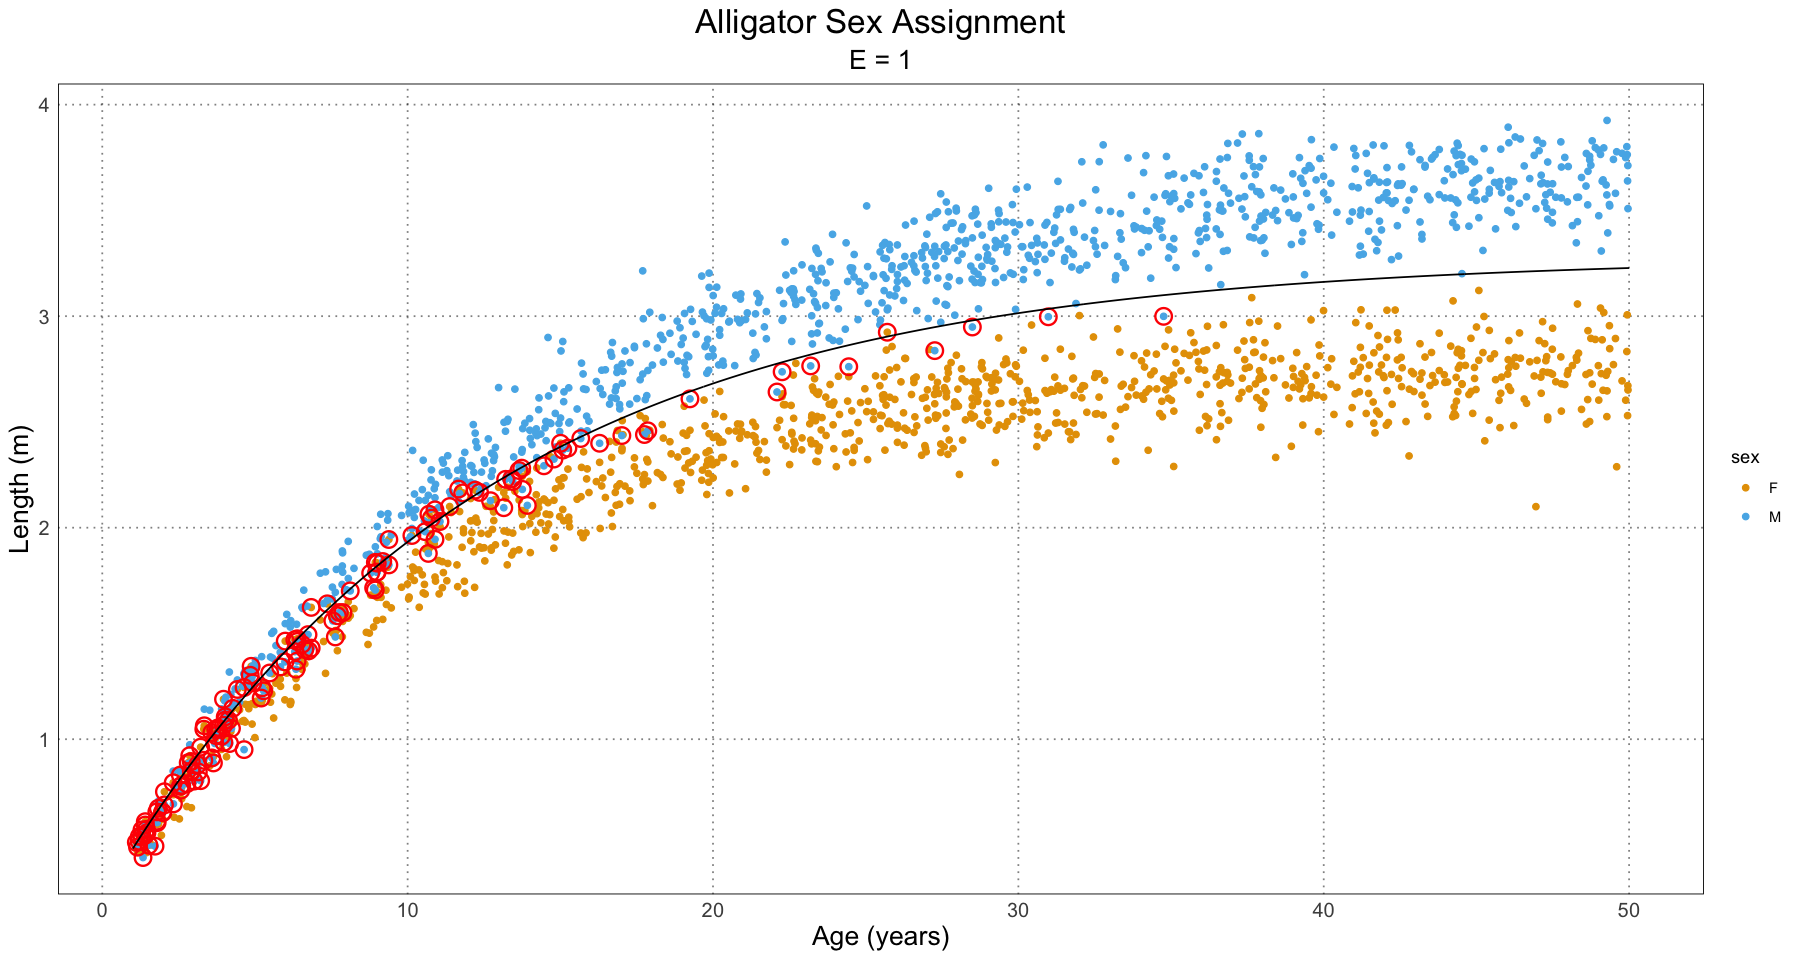 Alligator Sex Assignment
E = 1
Length (m)
4
3
2
1
0 10 20 30 40 50
Age (years)
sex
F
M